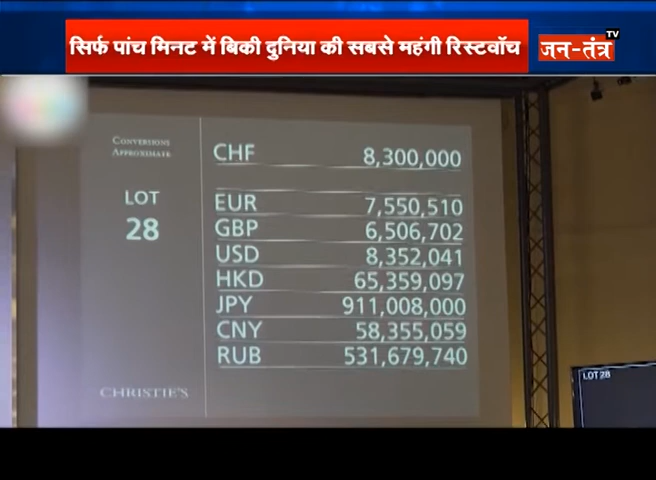 सिर्फ पांच मिनट में बिकी दुनिया की सबसे महंगी रिस्टवॉच
जन-तंत्र TV
CONVERSIONS
APPROXIMATE
LOT
28
CHF 8,300,000
EUR 7,550,510
GBP 6,506,702
USD 8,352,041
HKD 65,359,097
JPY 911,008,000
CNY 58,355,059
RUB 531,679,740
CHRISTIE'S
LOT 28